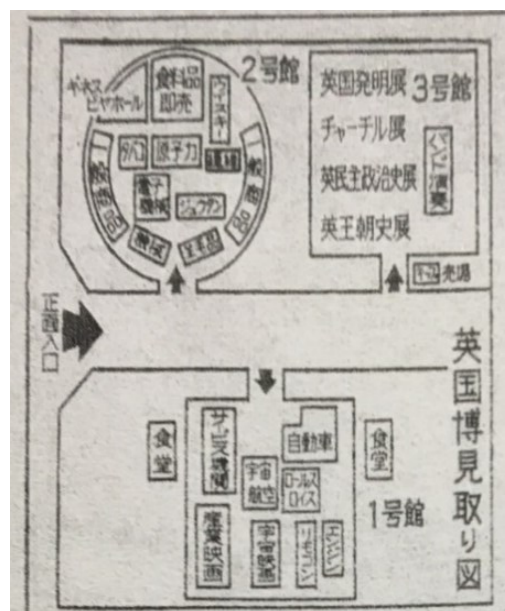 英国博見取り図
正面入口
2号館
ギネス
ビヤホール
食料品
即売
ウィスキー
タバコ
原子力
繊維
一般商品
一般商品
電子
機械
ジュウタン
機械
3号館
英国発明展
チャーチル展
英民主政治史展
英王朝史展
バンド演奏
売場
1号館
食堂
食堂
サービス機関
自動車
宇宙
航空
ロールス
ロイス
産業映画
宇宙映画
エンジン